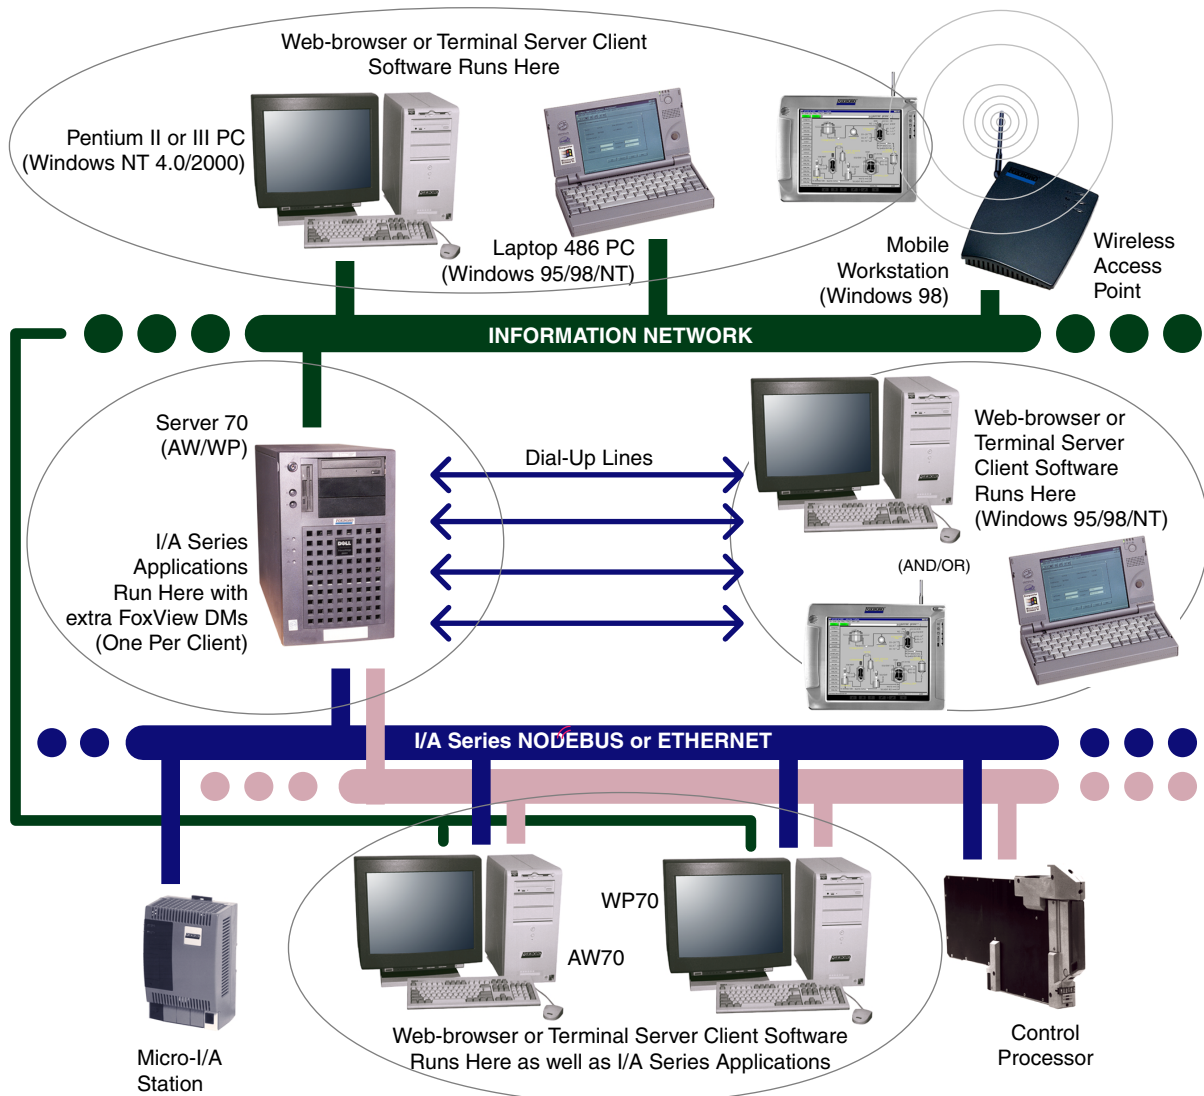 Web-browser or Terminal Server Client
Software Runs Here
Pentium II or III PC
(Windows NT 4.0/2000)
Laptop 486 PC
(Windows 95/98/NT)
Mobile
Workstation
(Windows 98)
Wireless
Access
Point
INFORMATION NETWORK
Server 70
(AW/WP)
I/A Series
Applications
Run Here with
extra FoxView DMs
(One Per Client)
DELL
Dial-Up Lines
Web-browser or
Terminal Server
Client Software
Runs Here
(Windows 95/98/NT)
(AND/OR)
I/A Series NODEBUS or ETHERNET
WP70
AW70
Web-browser or Terminal Server Client Software
Runs Here as well as I/A Series Applications
Micro-I/A
Station
Control
Processor